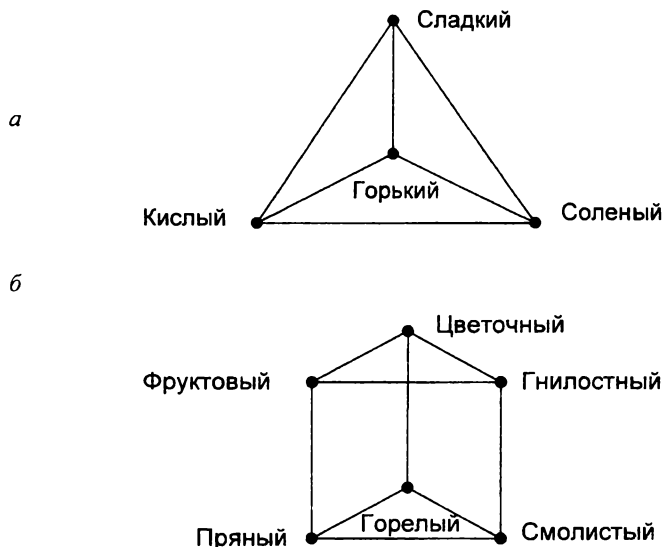 Сладкий
а
Горький
Кислый
Соленый
б
Цветочный
Фруктовый
Гнилостный
Горелый
Пряный
Смолистый